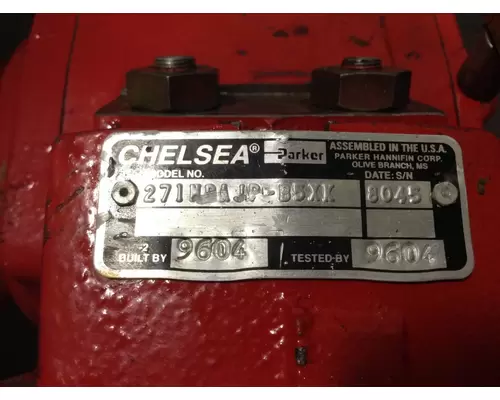 CHELSEA® Parker
ASSEMBLED IN THE U.S.A.
PARKER HANNIFIN CORP.
OLIVE BRANCH, MS
MODEL NO.
DATE: S/N
8045
-2
BUILT BY 9604
TESTED-BY 9604